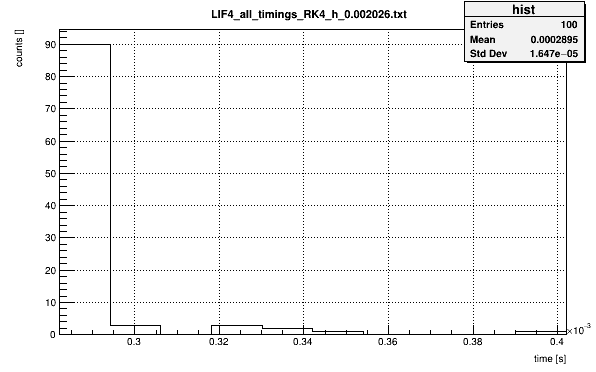 LIF4_all_timings_RK4_h_0.002026.txt
hist
Entries 100
Mean 0.0002895
Std Dev 1.647e−05
counts []
90
80
70
60
50
40
30
20
10
0
0.3 0.32 0.34 0.36 0.38 0.4
×10⁻³
time [s]